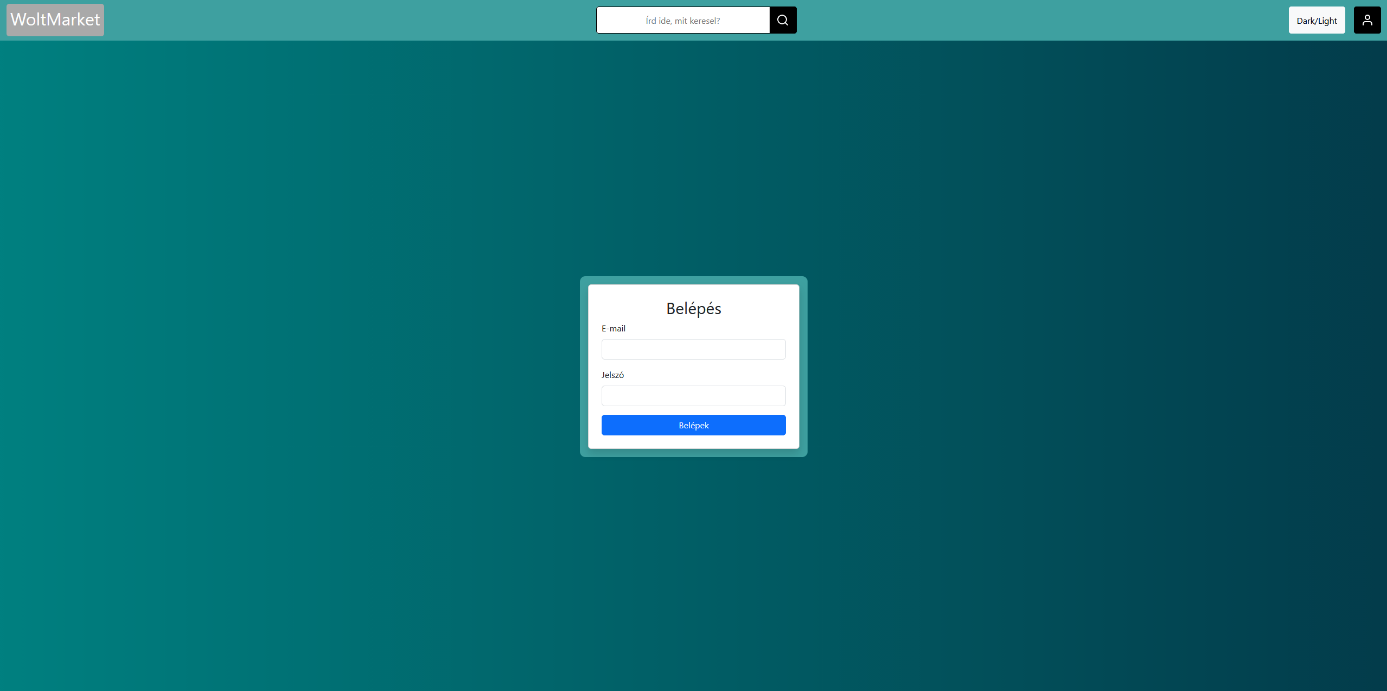 WoltMarket
Írd ide, mit keresel?
Dark/Light
Belépés
E-mail
Jelszó
Belépek